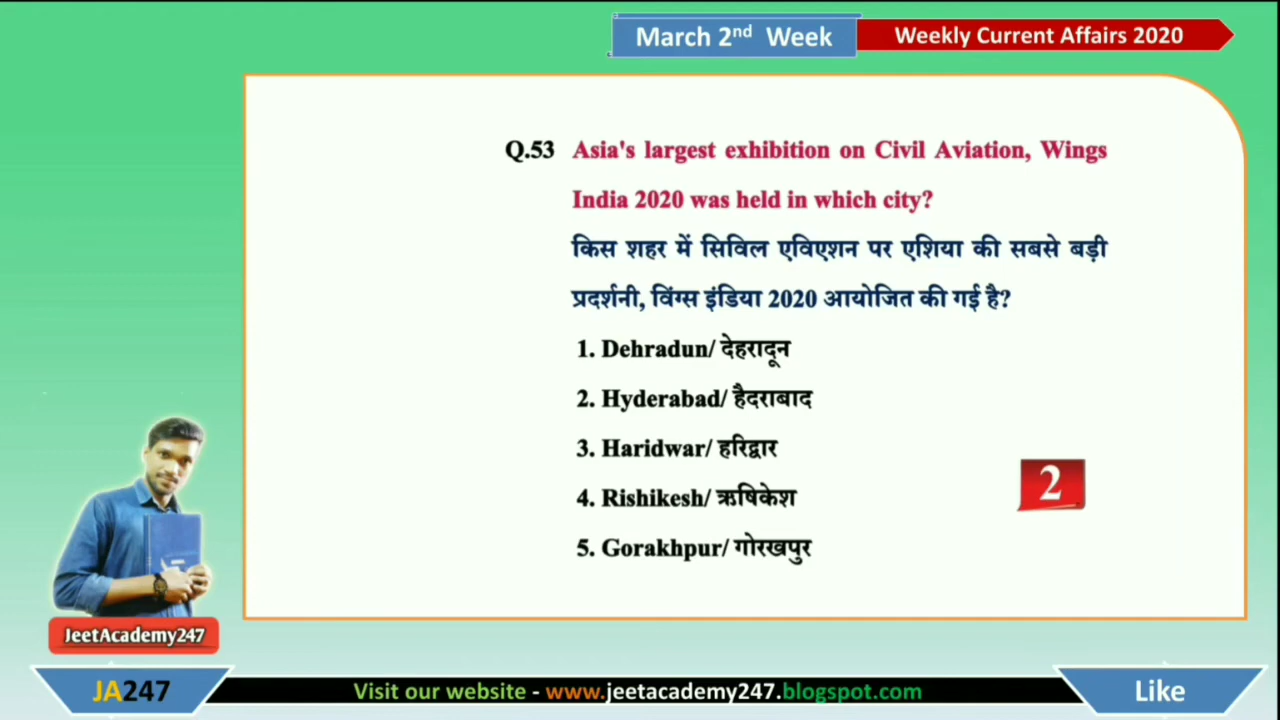 March 2nd Week
Weekly Current Affairs 2020
Q.53 Asia's largest exhibition on Civil Aviation, Wings
India 2020 was held in which city?
किस शहर में सिविल एविएशन पर एशिया की सबसे बड़ी
प्रदर्शनी, विंग्स इंडिया 2020 आयोजित की गई है?
1. Dehradun/ देहरादून
2. Hyderabad/ हैदराबाद
3. Haridwar/ हरिद्वार
4. Rishikesh/ ऋषिकेश
5. Gorakhpur/ गोरखपुर
2
JeetAcademy247
JA247
Visit our website - www.jeetacademy247.blogspot.com
Like